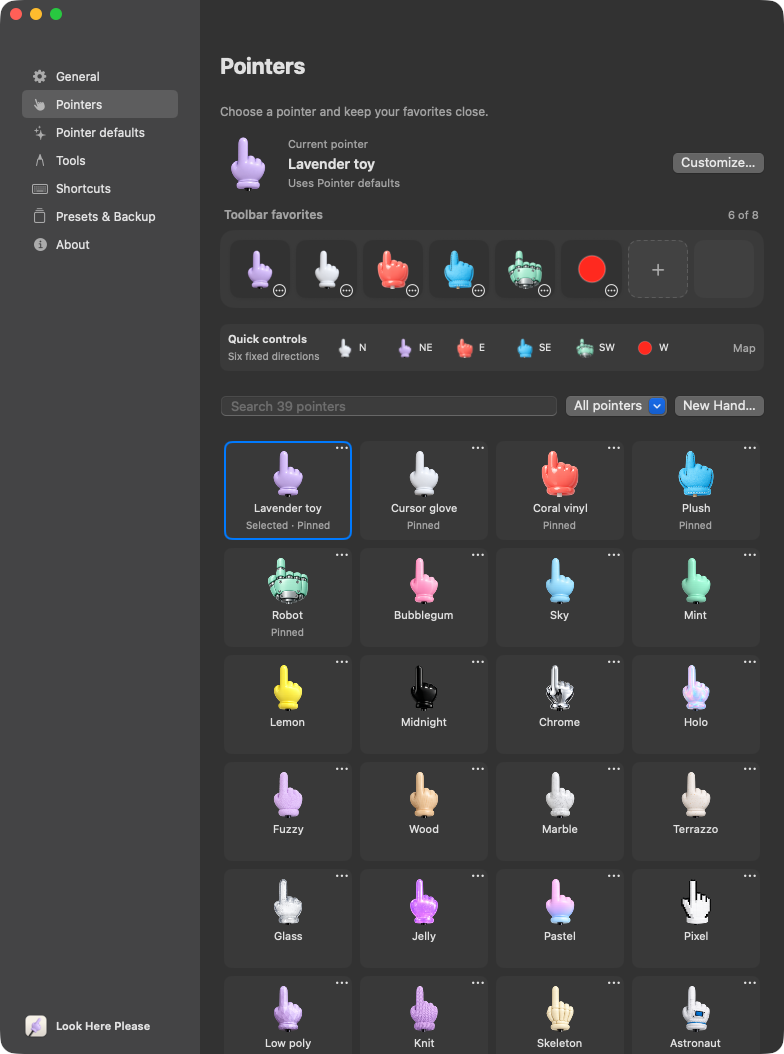 General
Pointers
Pointer defaults
Tools
Shortcuts
Presets & Backup
About
Look Here Please
Pointers
Choose a pointer and keep your favorites close.
Current pointer
Lavender toy
Uses Pointer defaults
Customize...
Toolbar favorites
6 of 8
Quick controls
Six fixed directions
N NE E SE SW W
Map
Search 39 pointers
All pointers
New Hand...
Lavender toy
Selected · Pinned
Cursor glove
Pinned
Coral vinyl
Pinned
Plush
Pinned
Robot
Pinned
Bubblegum
Sky
Mint
Lemon
Midnight
Chrome
Holo
Fuzzy
Wood
Marble
Terrazzo
Glass
Jelly
Pastel
Pixel
Low poly
Knit
Skeleton
Astronaut